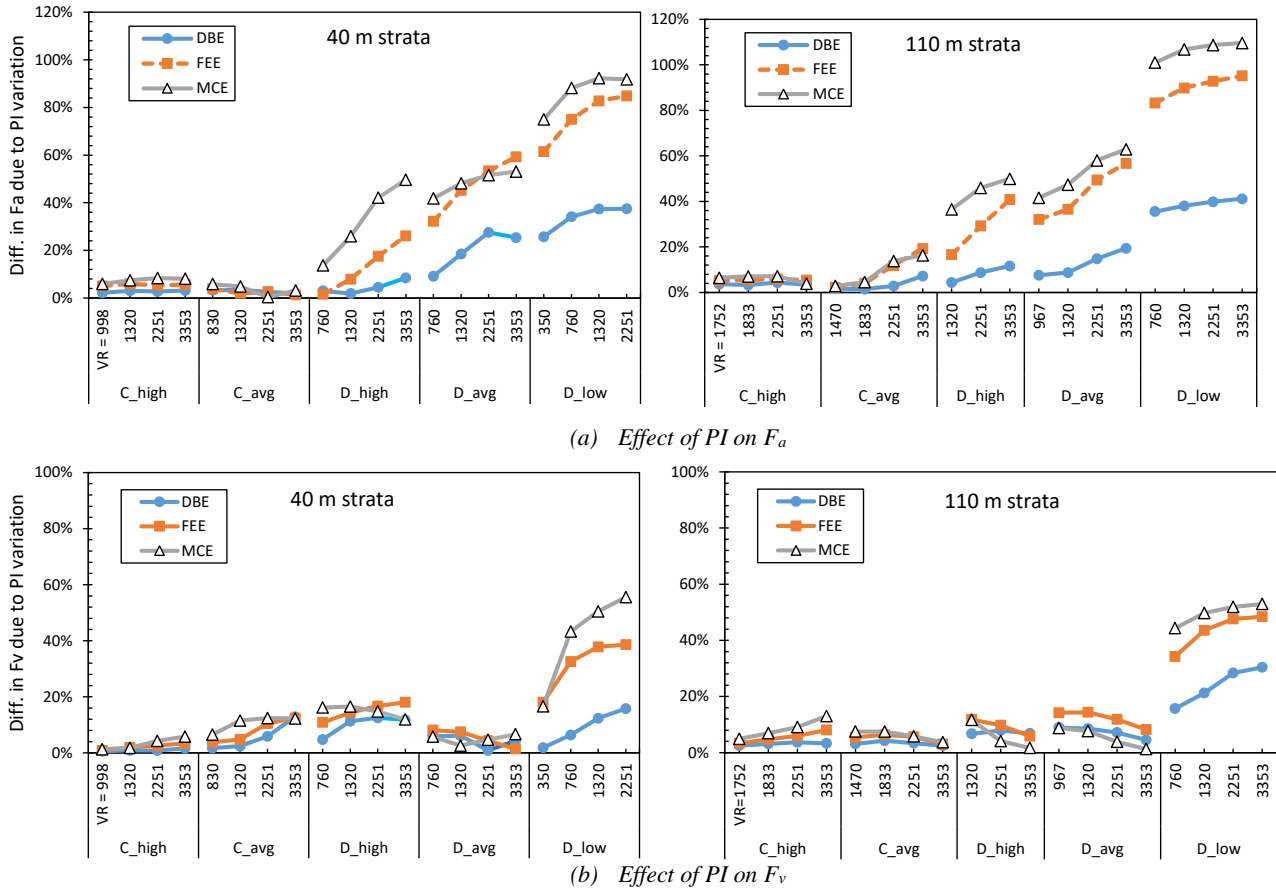 120%
100%
80%
60%
40%
20%
0%
Diff. in Fa due to PI variation
DBE
FEE
MCE
40 m strata
VR = 998
1320
2251
3353
830
1320
2251
3353
760
1320
2251
3353
760
1320
2251
3353
350
760
1320
2251
C_high
C_avg
D_high
D_avg
D_low
120%
100%
80%
60%
40%
20%
0%
DBE
FEE
MCE
110 m strata
VR = 1752
1833
2251
3353
1470
1833
2251
3353
1320
2251
3353
967
1320
2251
3353
760
1320
2251
3353
C_high
C_avg
D_high
D_avg
D_low
(a) Effect of PI on Fa
100%
80%
60%
40%
20%
0%
Diff. in Fv due to PI variation
DBE
FEE
MCE
40 m strata
VR = 998
1320
2251
3353
830
1320
2251
3353
760
1320
2251
3353
760
1320
2251
3353
350
760
1320
2251
C_high
C_avg
D_high
D_avg
D_low
100%
80%
60%
40%
20%
0%
DBE
FEE
MCE
110 m strata
VR=1752
1833
2251
3353
1470
1833
2251
3353
1320
2251
3353
967
1320
2251
3353
760
1320
2251
3353
C_high
C_avg
D_high
D_avg
D_low
(b) Effect of PI on Fv